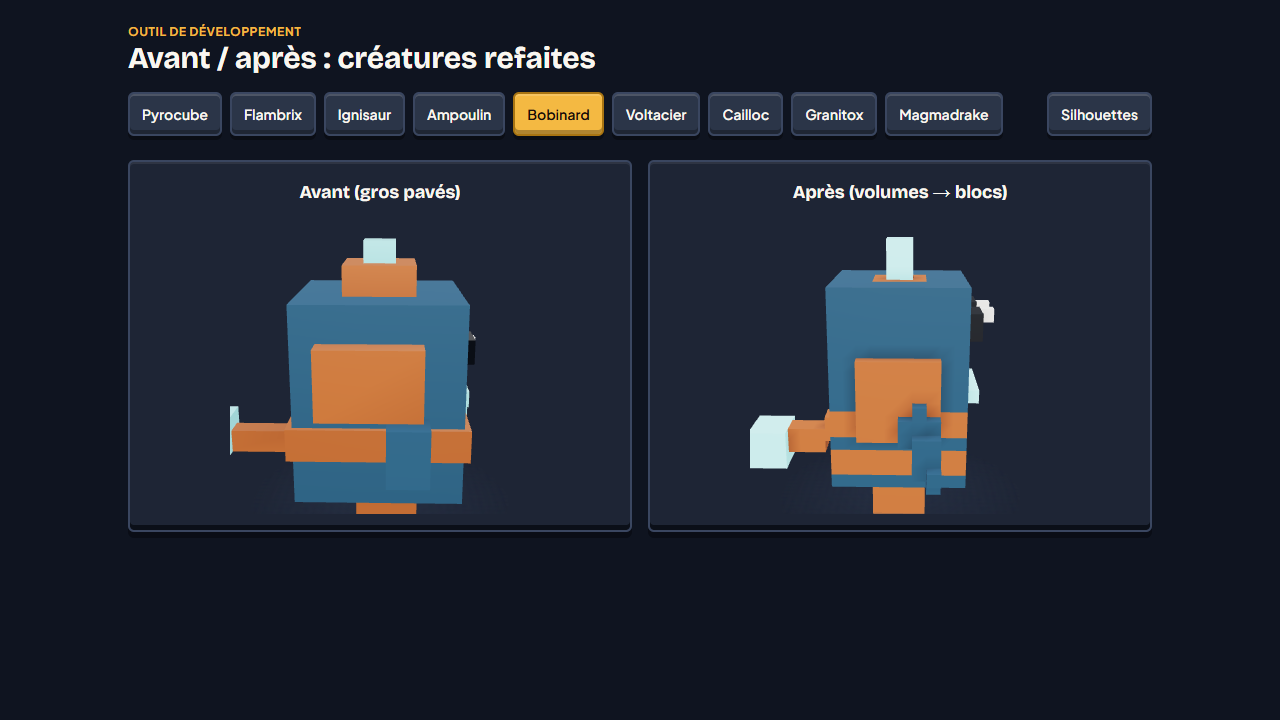 OUTIL DE DÉVELOPPEMENT
Avant / après : créatures refaites
Pyrocube
Flambrix
Ignisaur
Ampoulin
Bobinard
Voltacier
Cailloc
Granitox
Magmadrake
Silhouettes
Avant (gros pavés)
Après (volumes → blocs)